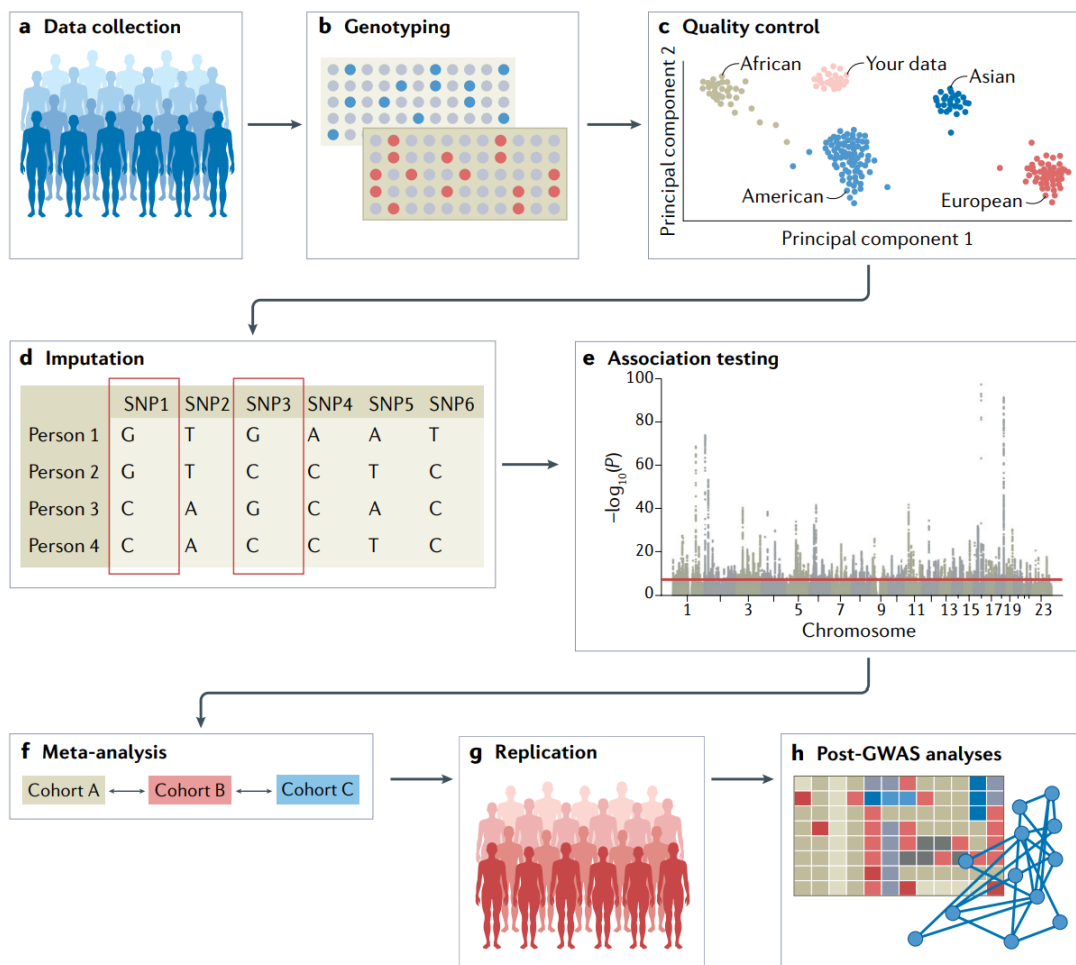 a Data collection
b Genotyping
c Quality control
Principal component 2
African
Your data
Asian
American
European
Principal component 1
d Imputation
SNP1 SNP2 SNP3 SNP4 SNP5 SNP6
Person 1 G T G A A T
Person 2 G T C C T C
Person 3 C A G C A C
Person 4 C A C C T C
e Association testing
–log10(P)
100
80
60
40
20
0
1 3 5 7 9 11 13 15 17 19 23
Chromosome
f Meta-analysis
Cohort A Cohort B Cohort C
g Replication
h Post-GWAS analyses